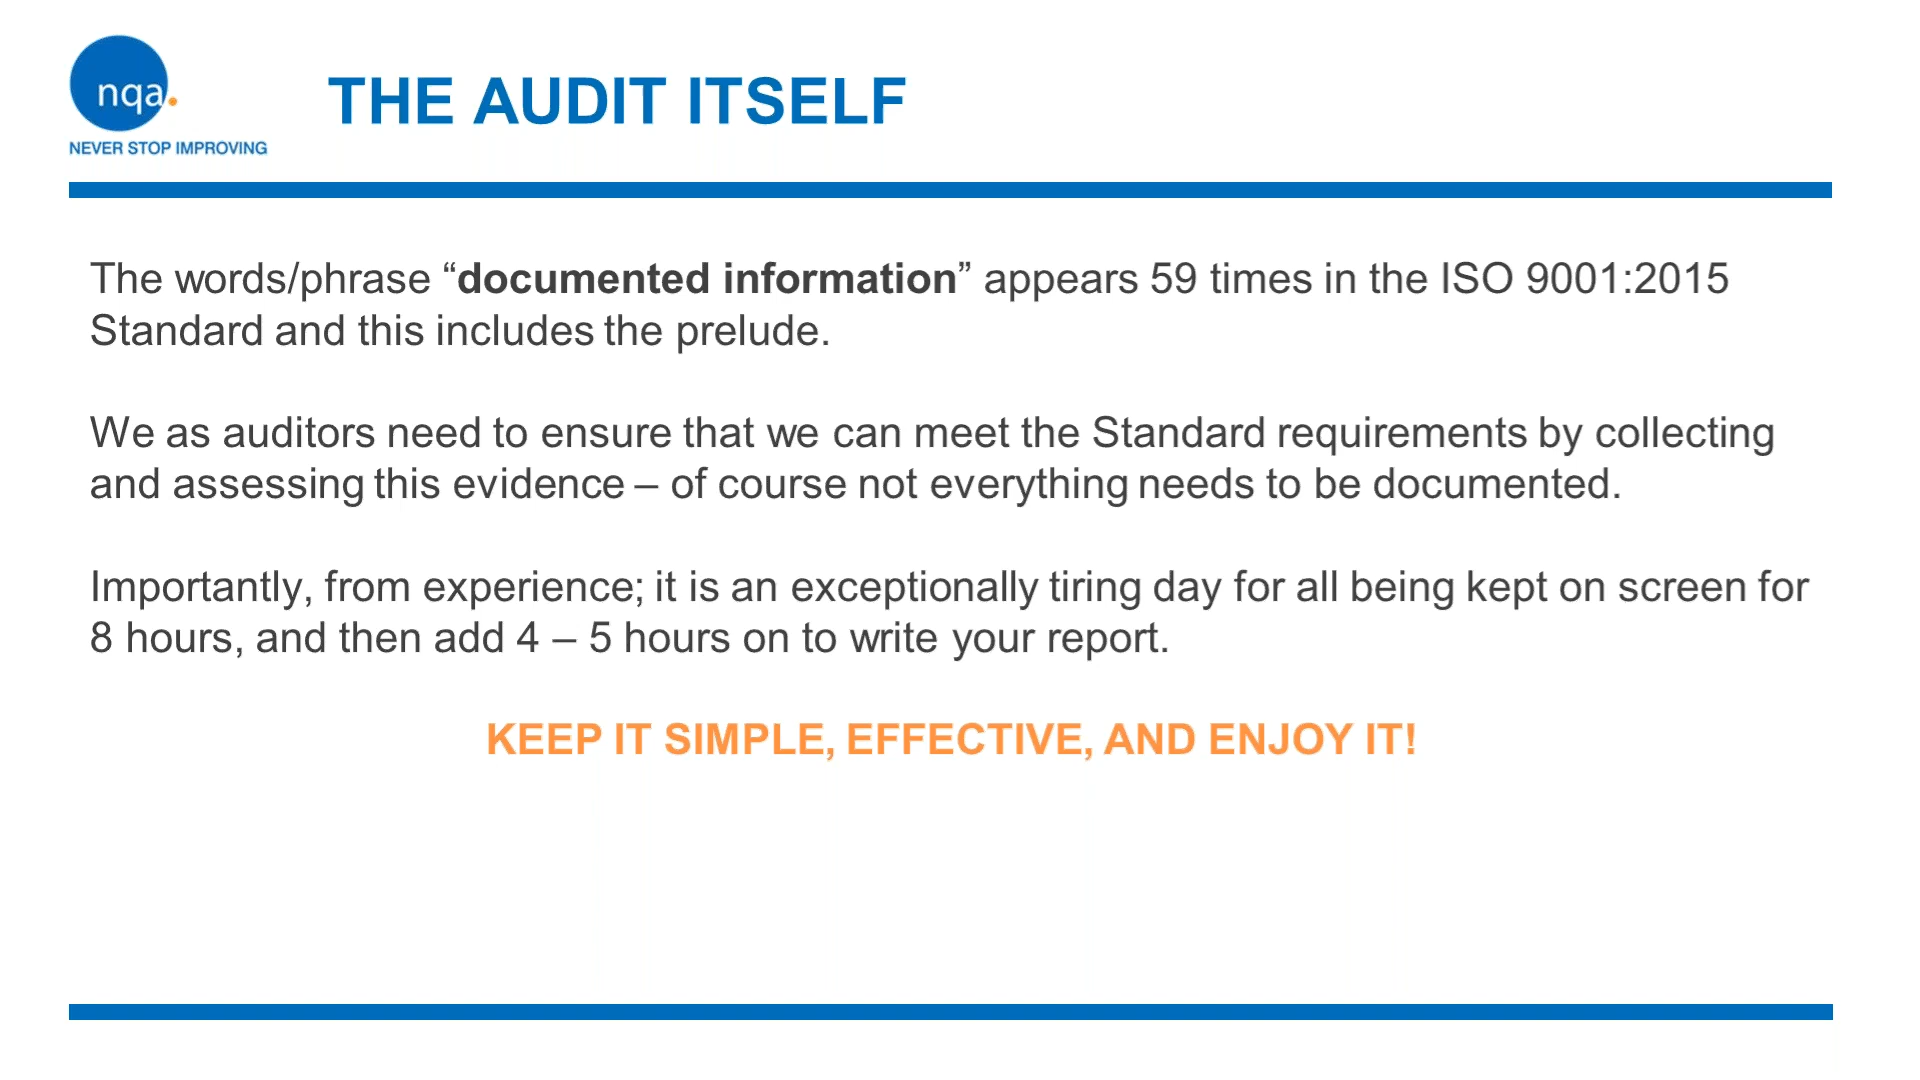 nqa.
NEVER STOP IMPROVING
THE AUDIT ITSELF
The words/phrase “documented information” appears 59 times in the ISO 9001:2015
Standard and this includes the prelude.
We as auditors need to ensure that we can meet the Standard requirements by collecting
and assessing this evidence – of course not everything needs to be documented.
Importantly, from experience; it is an exceptionally tiring day for all being kept on screen for
8 hours, and then add 4 – 5 hours on to write your report.
KEEP IT SIMPLE, EFFECTIVE, AND ENJOY IT!